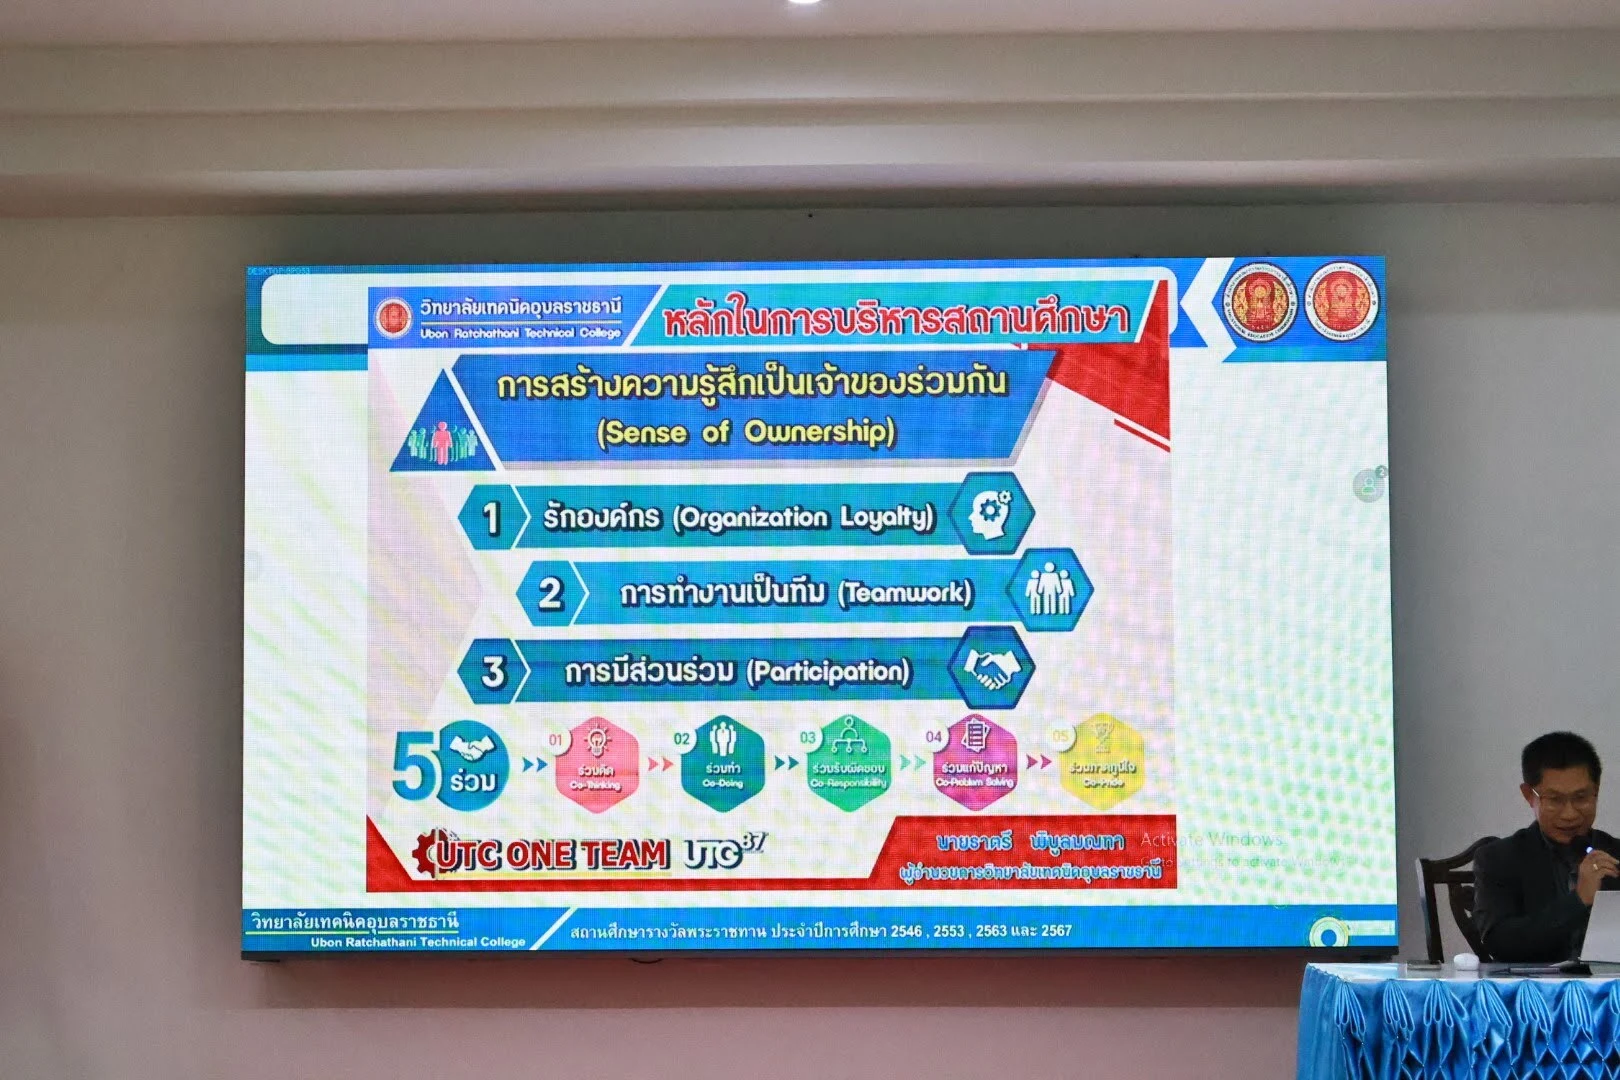 วิทยาลัยเทคนิคอุบลราชธานี
Ubon Ratchathani Technical College
หลักในการบริหารสถานศึกษา
การสร้างความรู้สึกเป็นเจ้าของร่วมกัน
(Sense of Ownership)
1 รักองค์กร (Organization Loyalty)
2 การทำงานเป็นทีม (Teamwork)
3 การมีส่วนร่วม (Participation)
5 ร่วม
01 ร่วมคิด Co-Thinking
02 ร่วมทำ Co-Doing
03 ร่วมรับผิดชอบ Co-Responsibility
04 ร่วมแก้ปัญหา Co-Problem Solving
05 ร่วมภาคภูมิใจ Co-Pride
UTC ONE TEAM UTC 87
นายธาตรี พิบูลมณฑา
ผู้อำนวยการวิทยาลัยเทคนิคอุบลราชธานี
Activate Windows
Go to Settings to activate Windows.
วิทยาลัยเทคนิคอุบลราชธานี
Ubon Ratchathani Technical College
สถานศึกษารางวัลพระราชทาน ประจำปีการศึกษา 2546 , 2553 , 2563 และ 2567
2